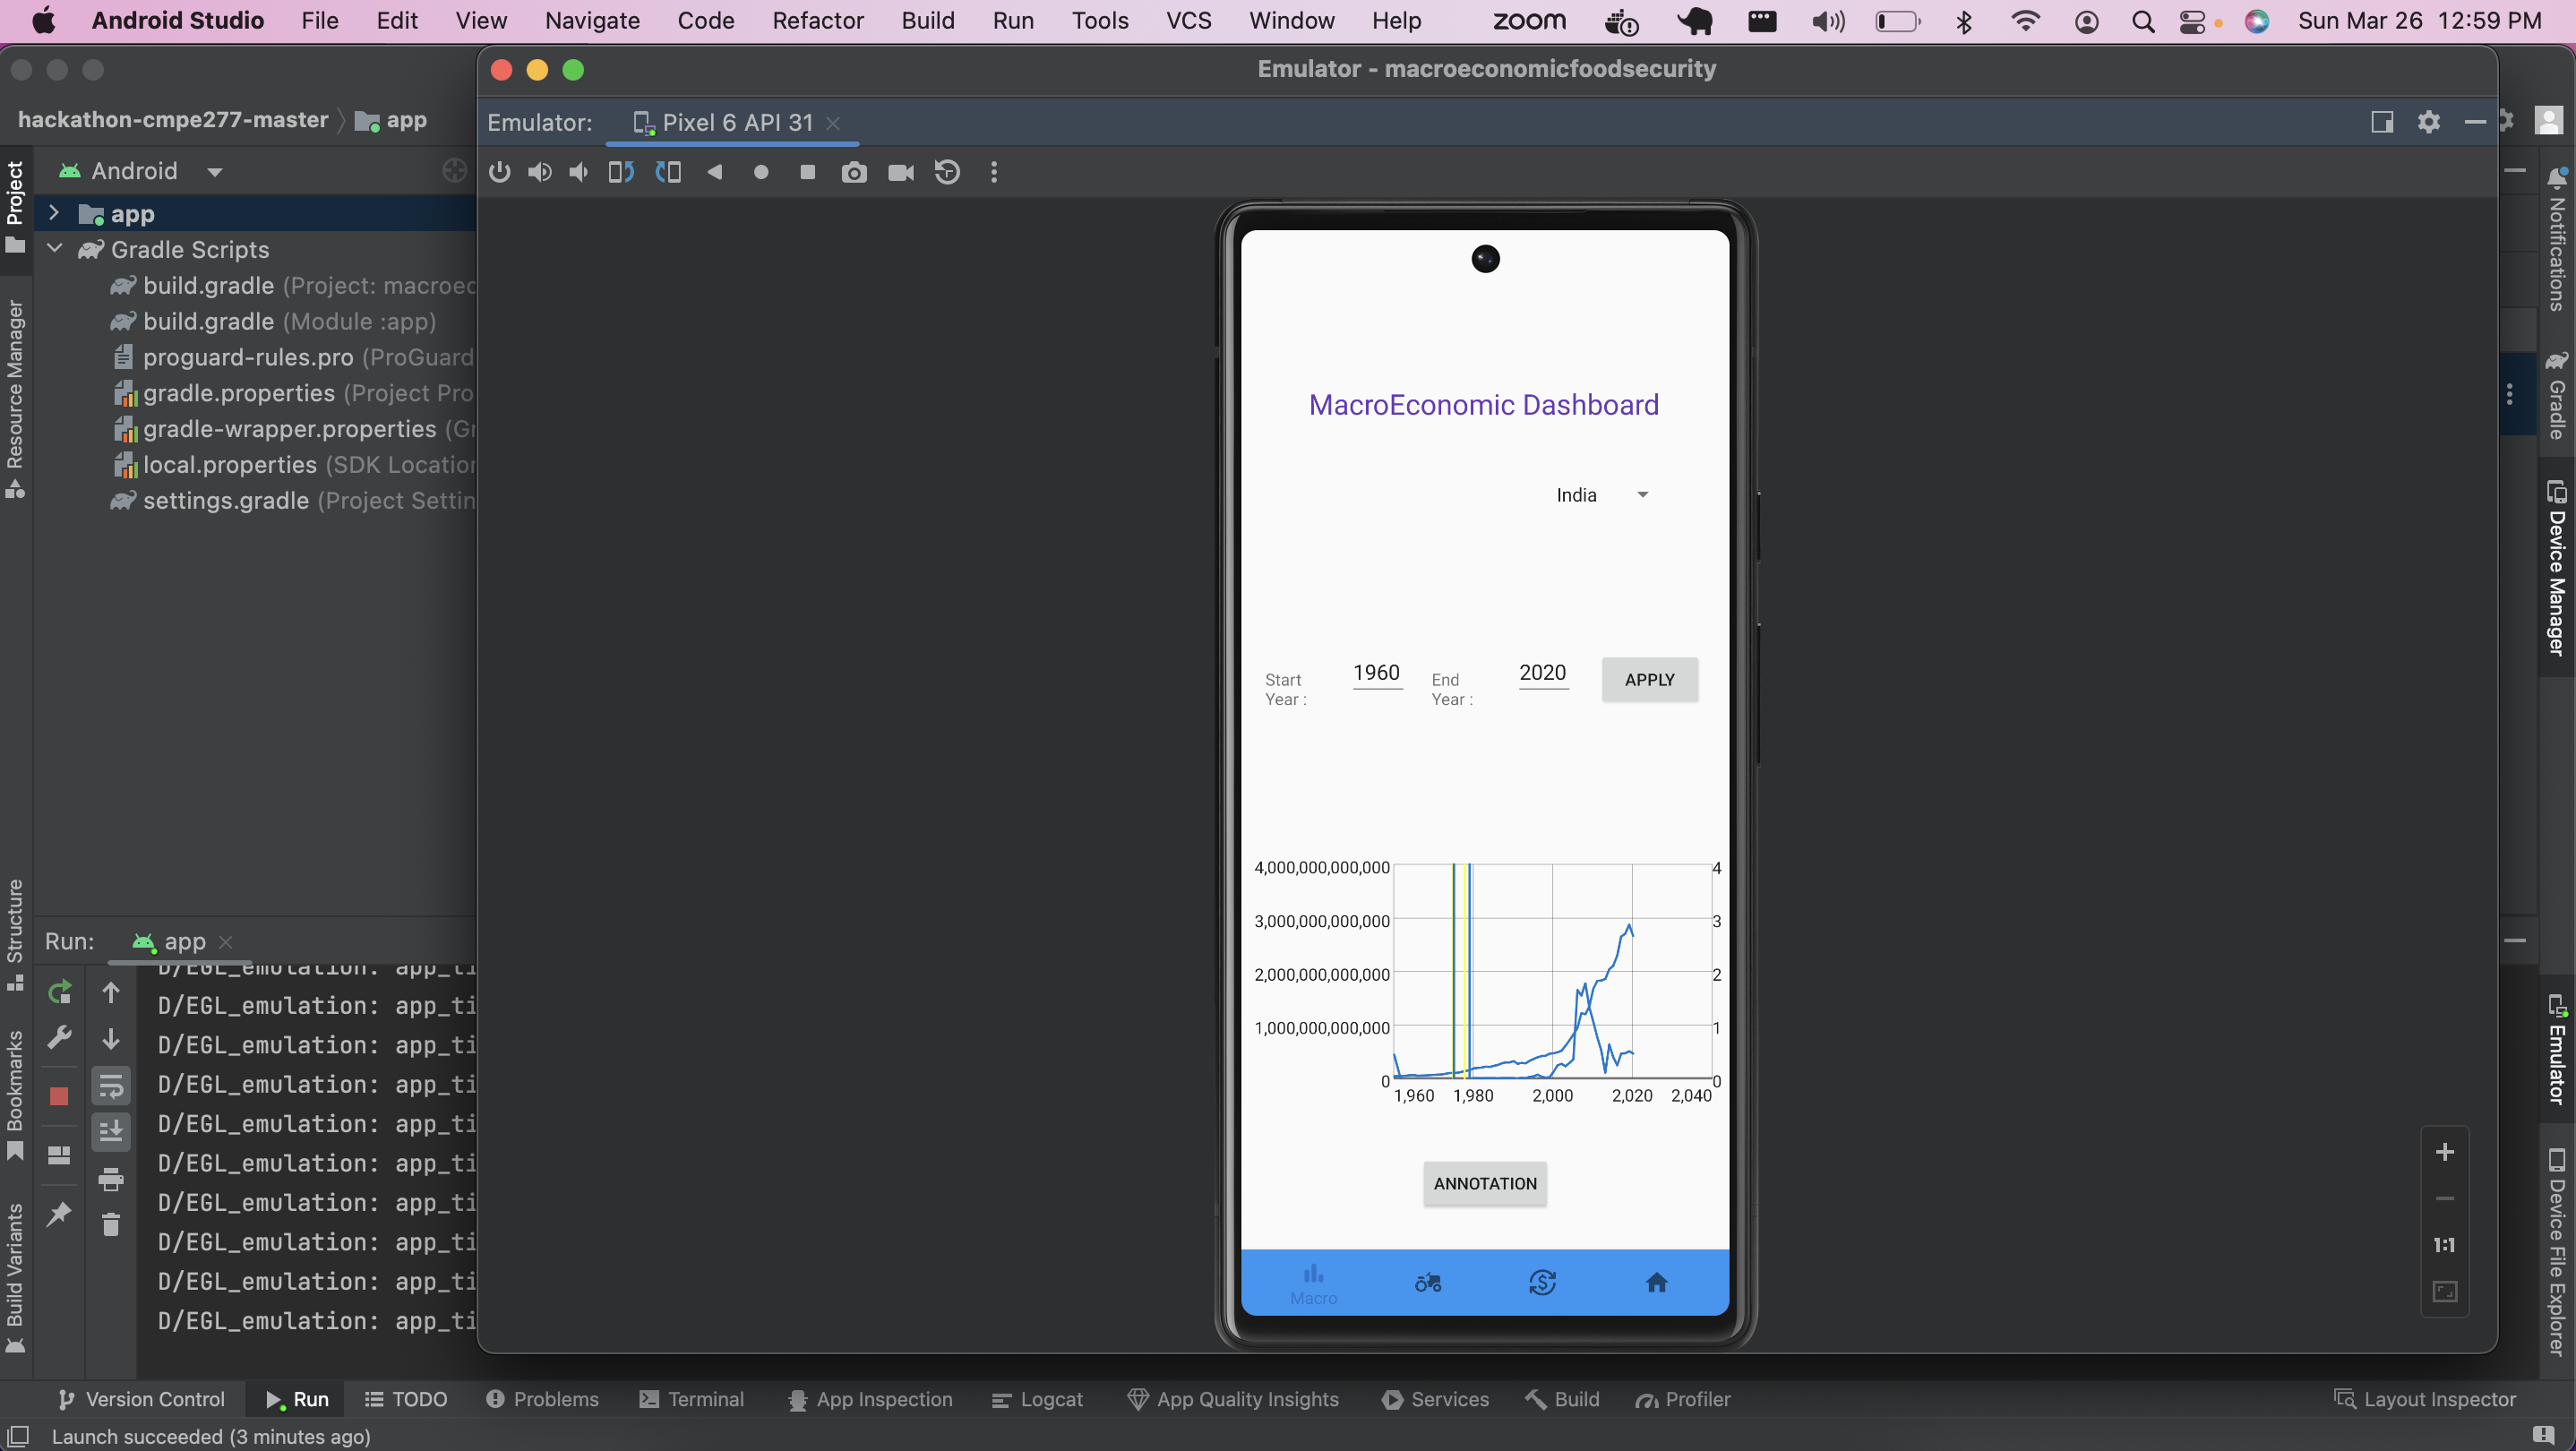 Android Studio File Edit View Navigate Code Refactor Build Run Tools VCS Window Help zoom Sun Mar 26 12:59 PM
Emulator - macroeconomicfoodsecurity
hackathon-cmpe277-master app
Emulator: Pixel 6 API 31
Android
app
Gradle Scripts
build.gradle (Project: macroec
build.gradle (Module :app)
proguard-rules.pro (ProGuard
gradle.properties (Project Pro
gradle-wrapper.properties (Gr
local.properties (SDK Location
settings.gradle (Project Settin
Project
Resource Manager
Structure
Bookmarks
Build Variants
MacroEconomic Dashboard
India
Start
Year :
1960
End
Year :
2020
APPLY
4,000,000,000,000 4
3,000,000,000,000 3
2,000,000,000,000 2
1,000,000,000,000 1
0 0
1,960 1,980 2,000 2,020 2,040
ANNOTATION
Macro
Run: app
D/EGL_emulation: app_ti
D/EGL_emulation: app_ti
D/EGL_emulation: app_ti
D/EGL_emulation: app_ti
D/EGL_emulation: app_ti
D/EGL_emulation: app_ti
D/EGL_emulation: app_ti
D/EGL_emulation: app_ti
D/EGL_emulation: app_ti
D/EGL_emulation: app_ti
1:1
Notifications
Gradle
Device Manager
Emulator
Device File Explorer
Version Control Run TODO Problems Terminal App Inspection Logcat App Quality Insights Services Build Profiler Layout Inspector
Launch succeeded (3 minutes ago)